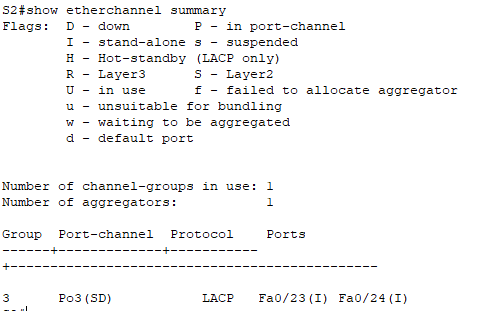 S2#show etherchannel summary
Flags:  D - down        P - in port-channel
        I - stand-alone s - suspended
        H - Hot-standby (LACP only)
        R - Layer3      S - Layer2
        U - in use      f - failed to allocate aggregator
        u - unsuitable for bundling
        w - waiting to be aggregated
        d - default port
Number of channel-groups in use: 1
Number of aggregators:           1
Group  Port-channel  Protocol    Ports
------+-------------+-----------
+----------------------------------------------
3      Po3(SD)           LACP   Fa0/23(I) Fa0/24(I)